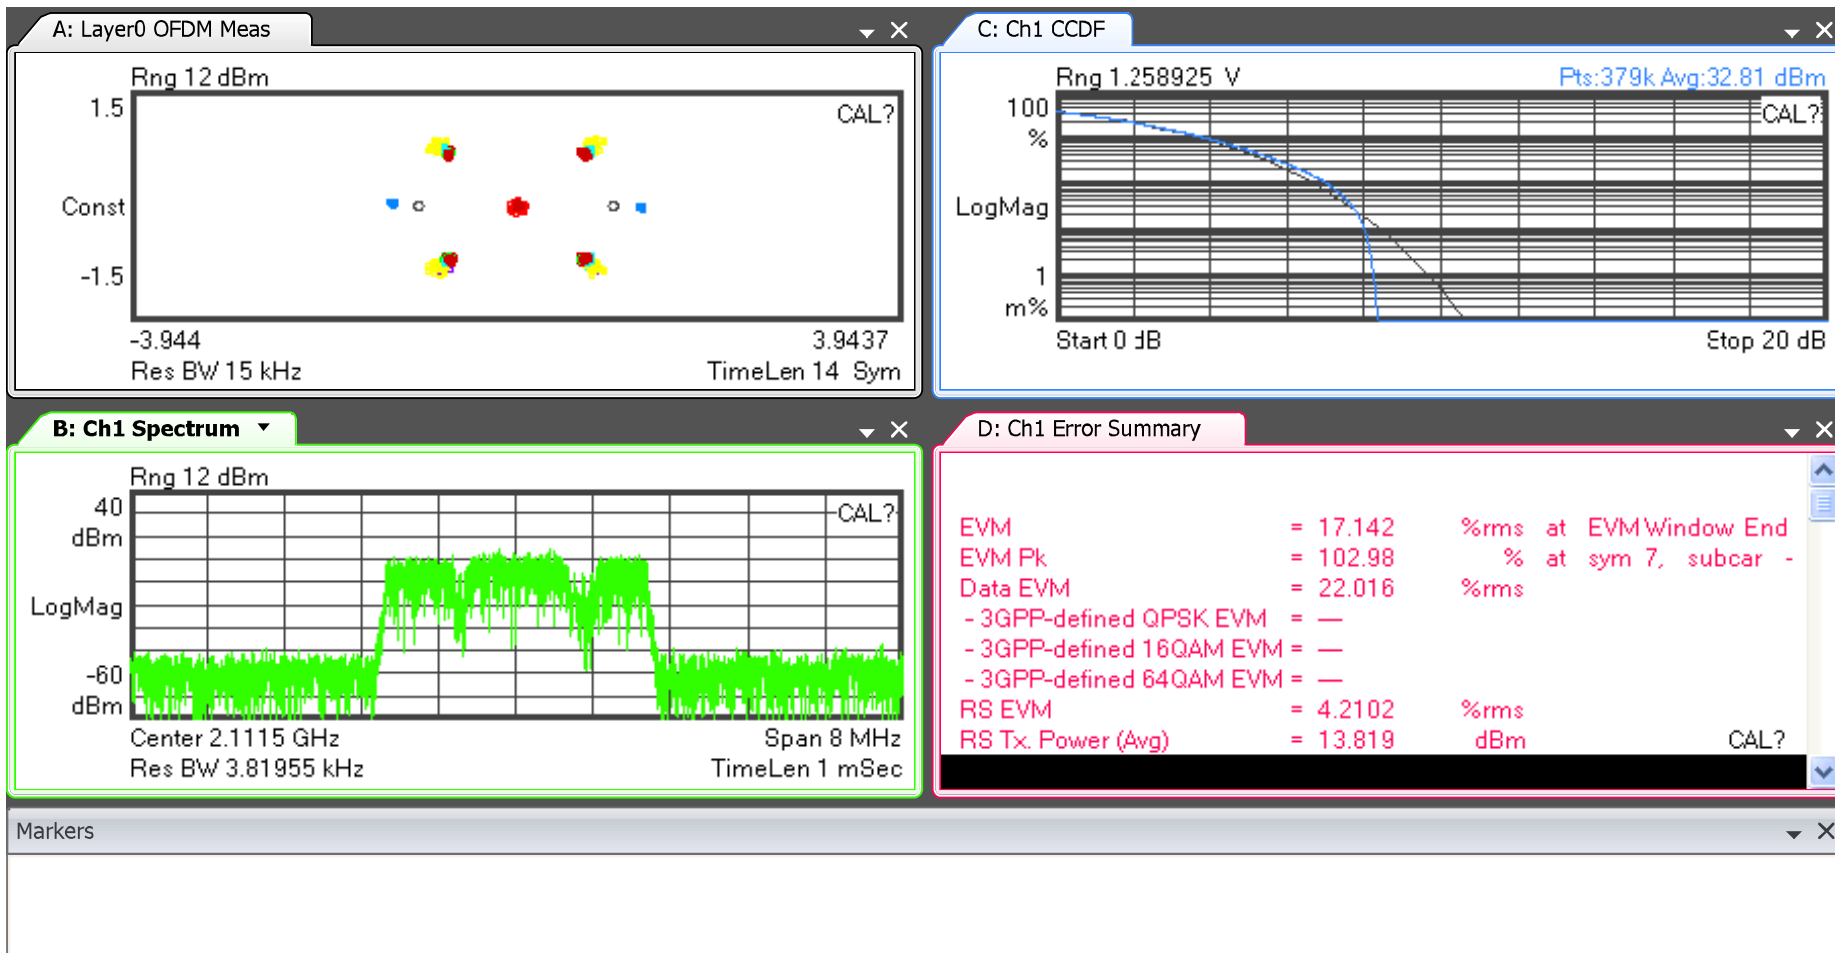 A: Layer0 OFDM Meas
Rng 12 dBm
1.5
CAL?
Const
-1.5
-3.944
3.9437
Res BW 15 kHz
TimeLen 14 Sym
C: Ch1 CCDF
Rng 1.258925 V
Pts:379k Avg:32.81 dBm
100
CAL?
%
LogMag
1
m%
Start 0 dB
Stop 20 dB
B: Ch1 Spectrum
Rng 12 dBm
40
CAL?
dBm
LogMag
-60
dBm
Center 2.1115 GHz
Span 8 MHz
Res BW 3.81955 kHz
TimeLen 1 mSec
D: Ch1 Error Summary
EVM = 17.142 %rms at EVM Window End
EVM Pk = 102.98 % at sym 7, subcar -
Data EVM = 22.016 %rms
- 3GPP-defined QPSK EVM = —
- 3GPP-defined 16QAM EVM = —
- 3GPP-defined 64QAM EVM = —
RS EVM = 4.2102 %rms
RS Tx. Power (Avg) = 13.819 dBm
CAL?
Markers